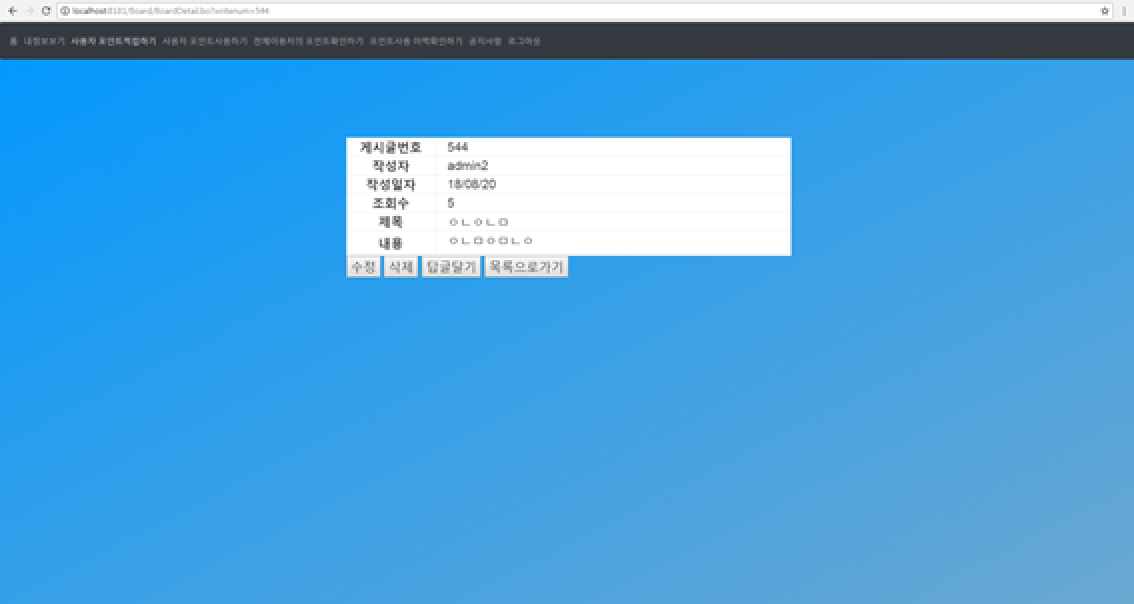 localhost:8181/Board/BoardDetail.bo?writenum=544
홈 내정보보기 사용자 포인트적립하기 사용자 포인트사용하기 전체이용자의 포인트확인하기 포인트사용 이력확인하기 공지사항 로그아웃
게시글번호 544
작성자 admin2
작성일자 18/08/20
조회수 5
제목 ㅇㄴㅇㄴㅁ
내용 ㅇㄴㅁㅇㅁㄴㅇ
수정 삭제 답글달기 목록으로가기